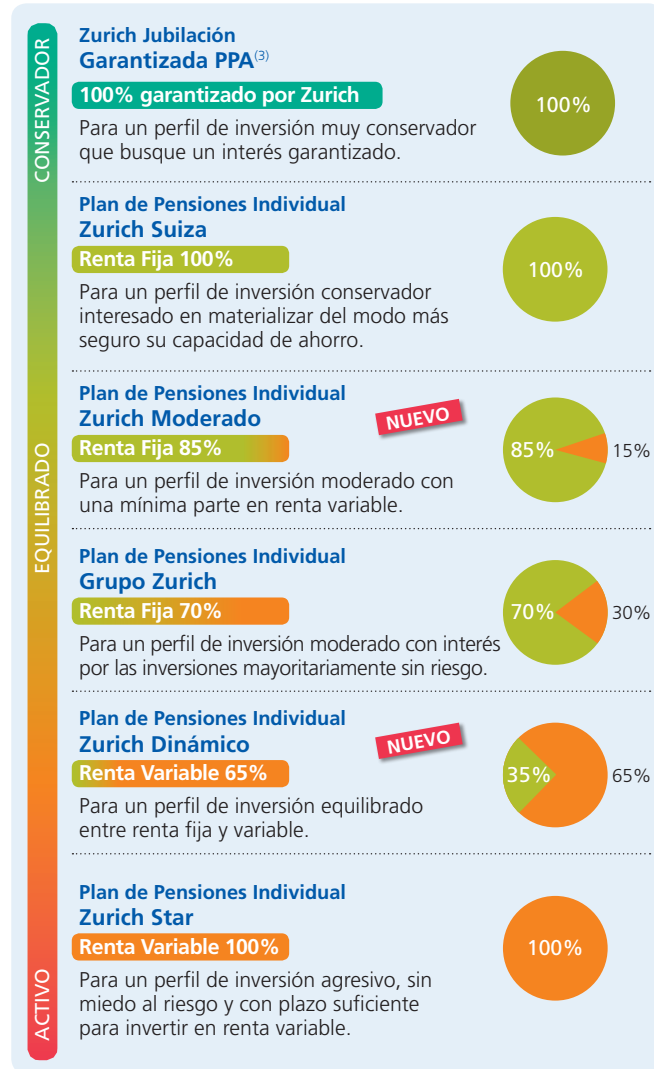 CONSERVADOR
EQUILIBRADO
ACTIVO
Zurich Jubilación
Garantizada PPA(3)
100% garantizado por Zurich
Para un perfil de inversión muy conservador
que busque un interés garantizado.
100%
Plan de Pensiones Individual
Zurich Suiza
Renta Fija 100%
Para un perfil de inversión conservador
interesado en materializar del modo más
seguro su capacidad de ahorro.
100%
Plan de Pensiones Individual
Zurich Moderado
NUEVO
Renta Fija 85%
Para un perfil de inversión moderado con
una mínima parte en renta variable.
85%
15%
Plan de Pensiones Individual
Grupo Zurich
Renta Fija 70%
Para un perfil de inversión moderado con interés
por las inversiones mayoritariamente sin riesgo.
70%
30%
Plan de Pensiones Individual
Zurich Dinámico
NUEVO
Renta Variable 65%
Para un perfil de inversión equilibrado
entre renta fija y variable.
35%
65%
Plan de Pensiones Individual
Zurich Star
Renta Variable 100%
Para un perfil de inversión agresivo, sin
miedo al riesgo y con plazo suficiente
para invertir en renta variable.
100%